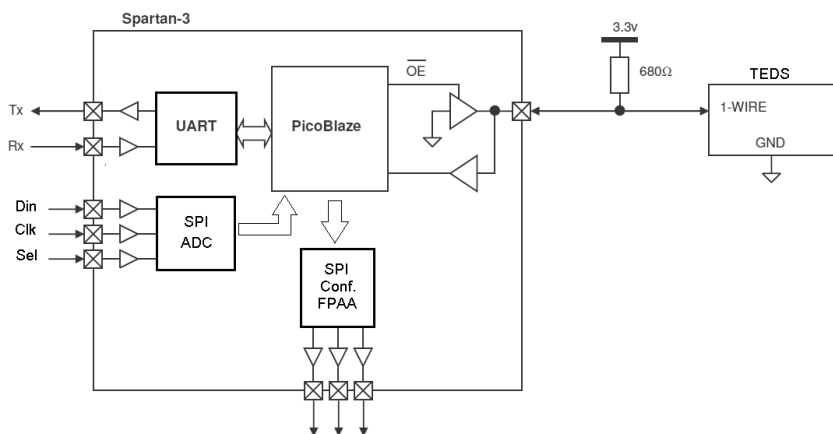 Spartan-3
3.3v
680Ω
OE
TEDS
Tx
UART
PicoBlaze
1-WIRE
Rx
GND
Din
Clk
Sel
SPI
ADC
SPI
Conf.
FPAA